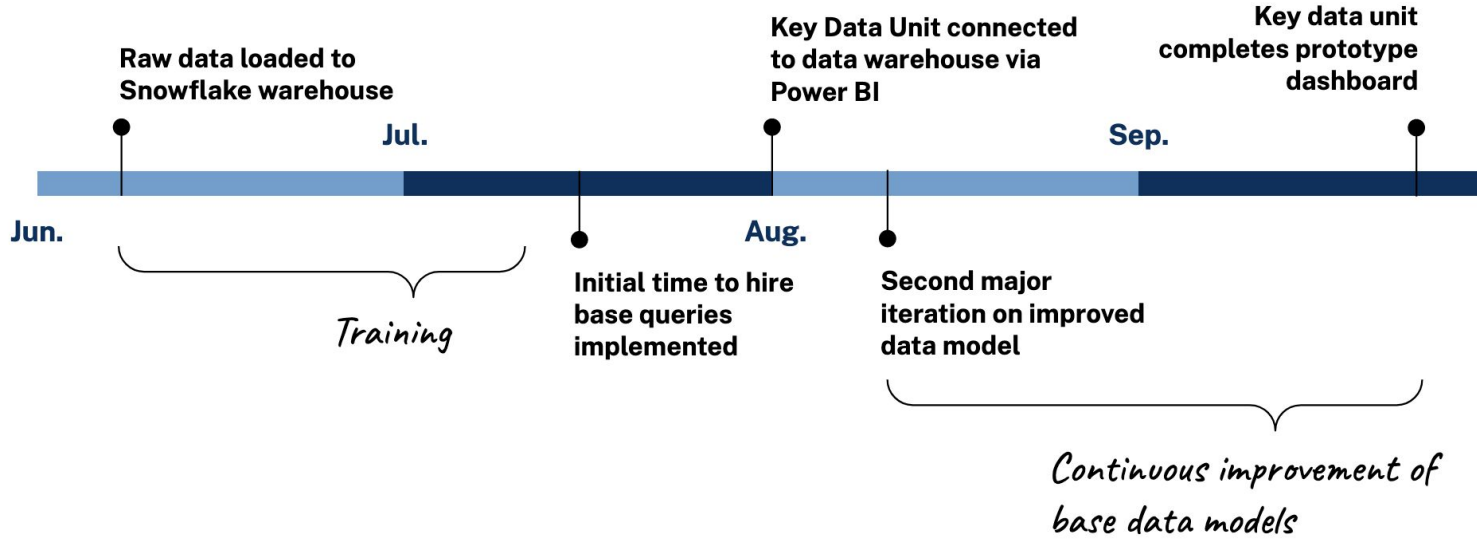 Raw data loaded to
Snowflake warehouse
Key Data Unit connected
to data warehouse via
Power BI
Key data unit
completes prototype
dashboard
Jul.
Sep.
Jun.
Aug.
Training
Initial time to hire
base queries
implemented
Second major
iteration on improved
data model
Continuous improvement of
base data models